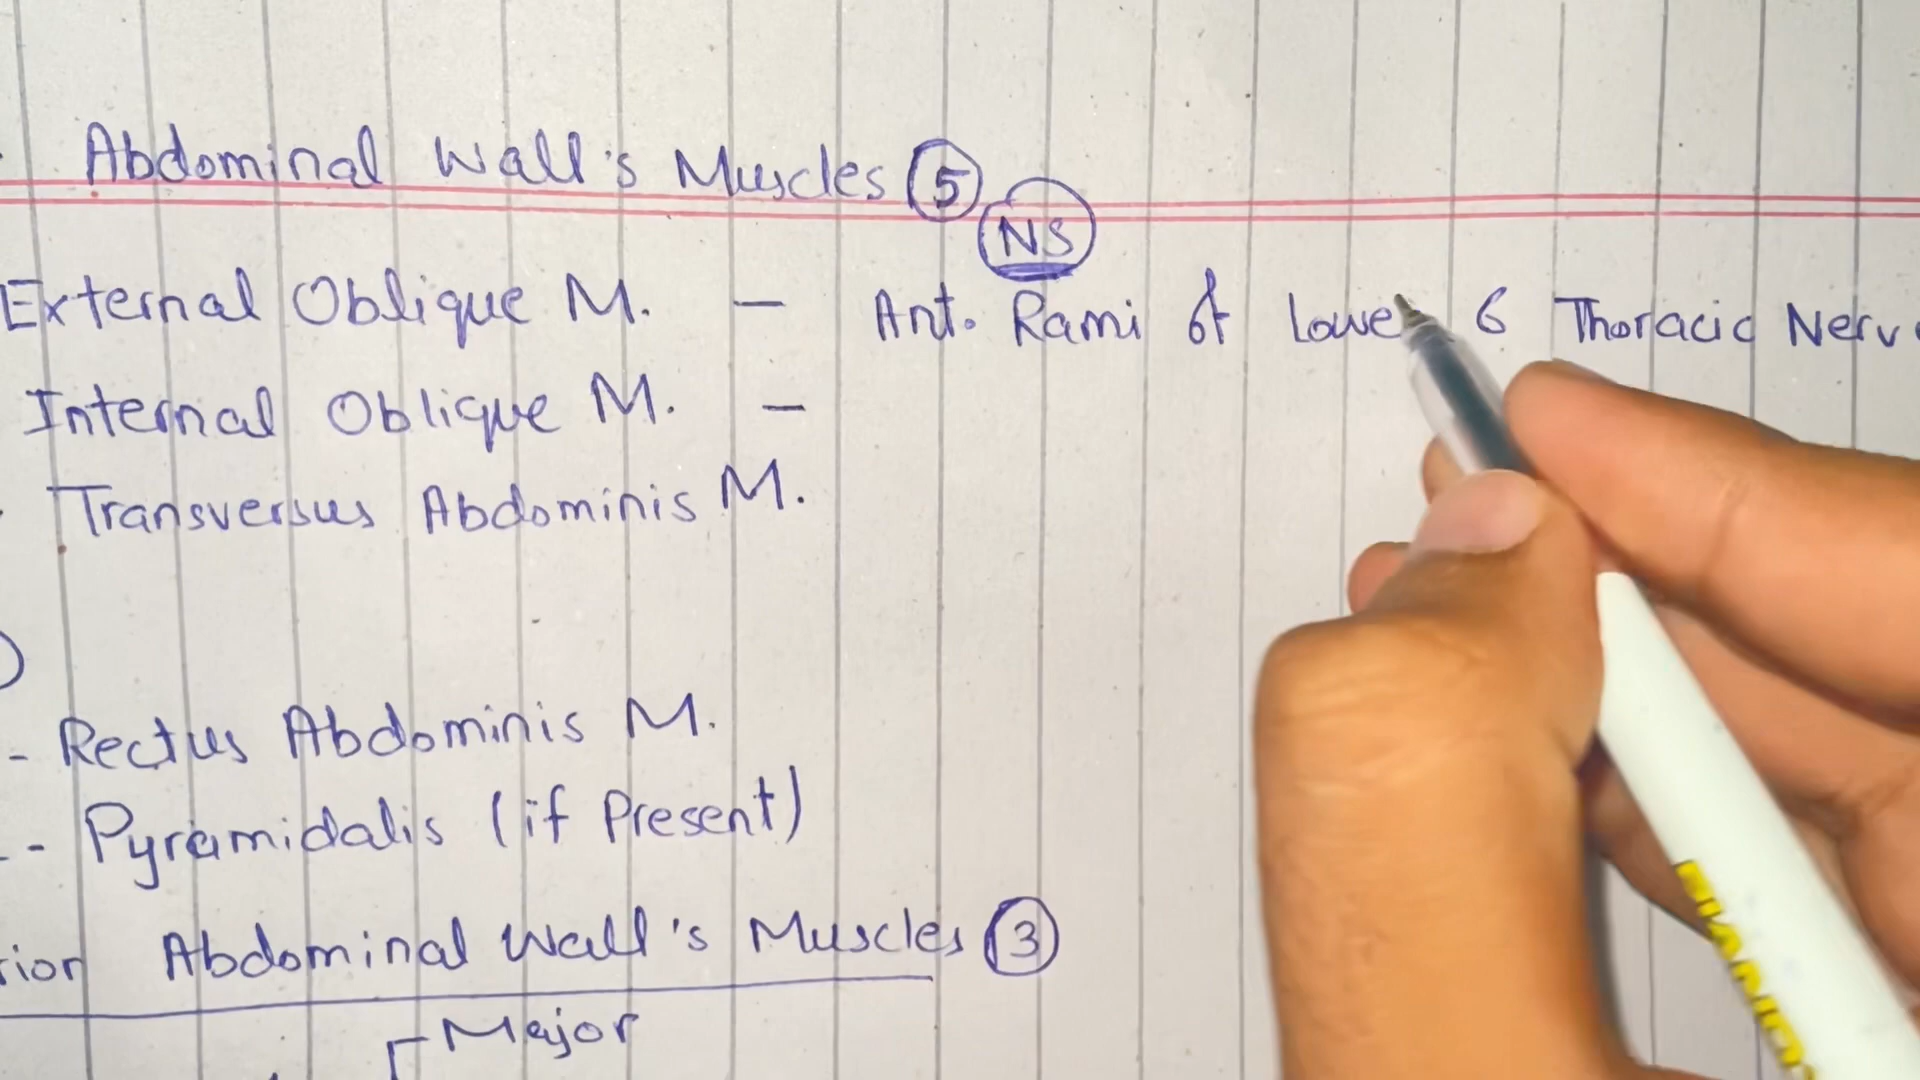 Abdominal Wall's Muscles 5
NS
External Oblique M. - Ant. Rami of Lower 6 Thoracic Nerv
Internal Oblique M. -
Transversus Abdominis M.
- Rectus Abdominis M.
- - Pyramidalis (if Present)
rior Abdominal Wall's Muscles 3
Major